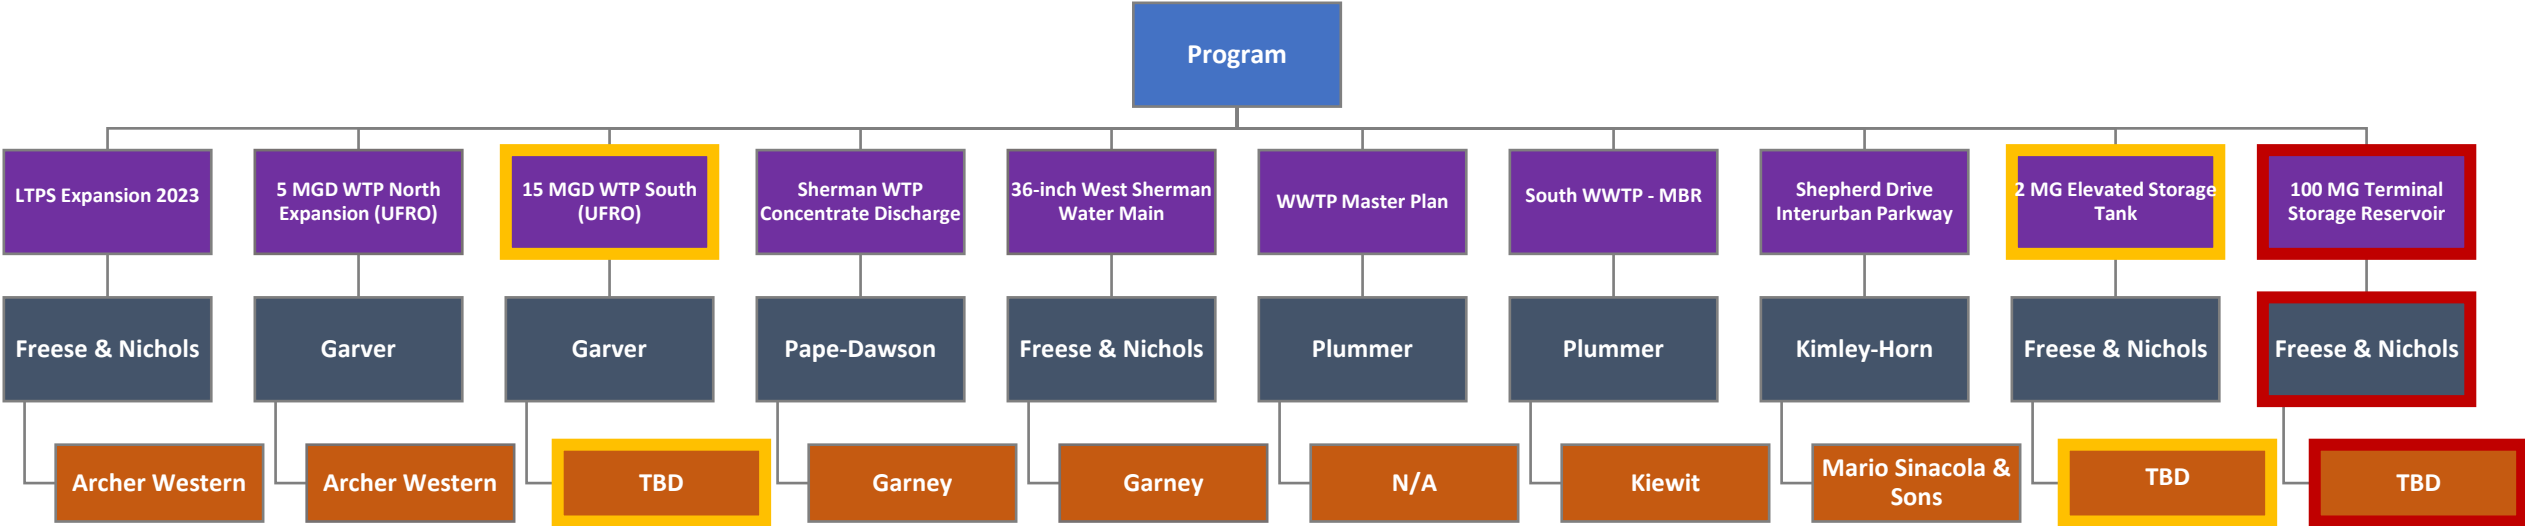 Program
LTPS Expansion 2023
5 MGD WTP North
Expansion (UFRO)
15 MGD WTP South
(UFRO)
Sherman WTP
Concentrate Discharge
36-inch West Sherman
Water Main
WWTP Master Plan
South WWTP - MBR
Shepherd Drive
Interurban Parkway
2 MG Elevated Storage
Tank
100 MG Terminal
Storage Reservoir
Freese & Nichols
Garver
Garver
Pape-Dawson
Freese & Nichols
Plummer
Plummer
Kimley-Horn
Freese & Nichols
Freese & Nichols
Archer Western
Archer Western
TBD
Garney
Garney
N/A
Kiewit
Mario Sinacola &
Sons
TBD
TBD